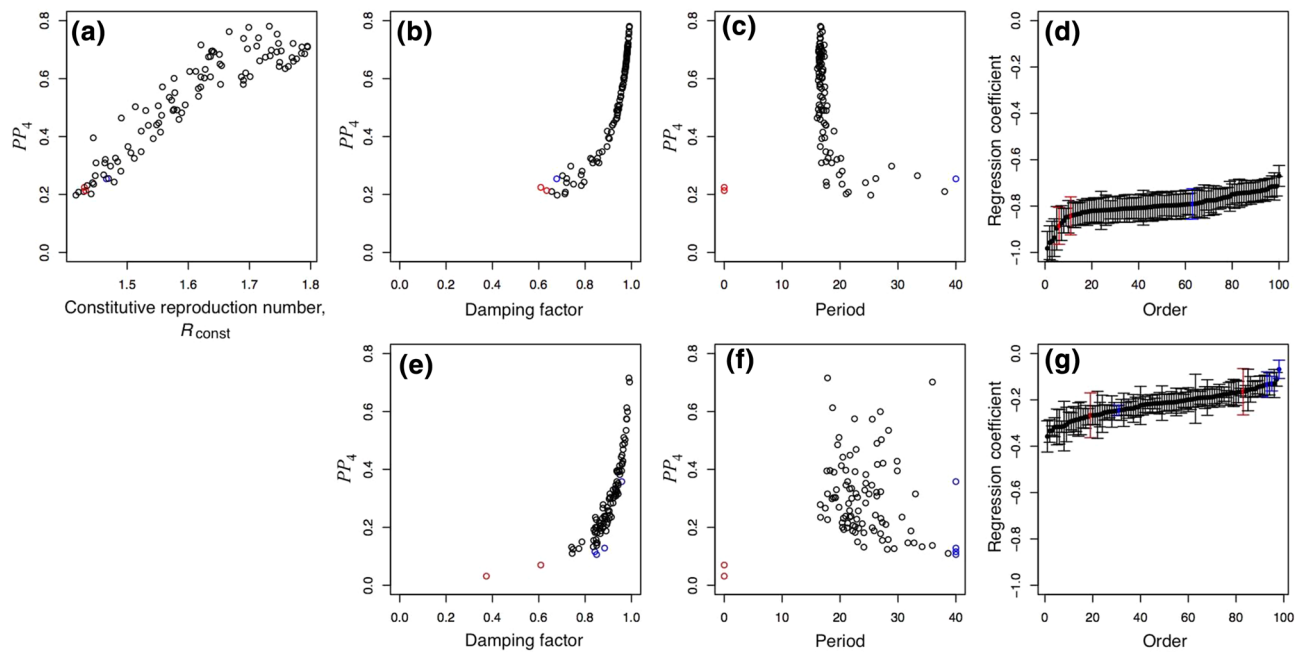 (a) (b) (c) (d)
0.0 0.2 0.4 0.6 0.8
PP4
1.5 1.6 1.7 1.8
Constitutive reproduction number,
R const
0.0 0.2 0.4 0.6 0.8
PP4
0.0 0.2 0.4 0.6 0.8 1.0
Damping factor
0.0 0.2 0.4 0.6 0.8
PP4
0 10 20 30 40
Period
−1.0 −0.8 −0.6 −0.4 −0.2 0.0
Regression coefficient
0 20 40 60 80 100
Order
(e) (f) (g)
0.0 0.2 0.4 0.6 0.8
PP4
0.0 0.2 0.4 0.6 0.8 1.0
Damping factor
0.0 0.2 0.4 0.6 0.8
PP4
0 10 20 30 40
Period
−1.0 −0.8 −0.6 −0.4 −0.2 0.0
Regression coefficient
0 20 40 60 80 100
Order